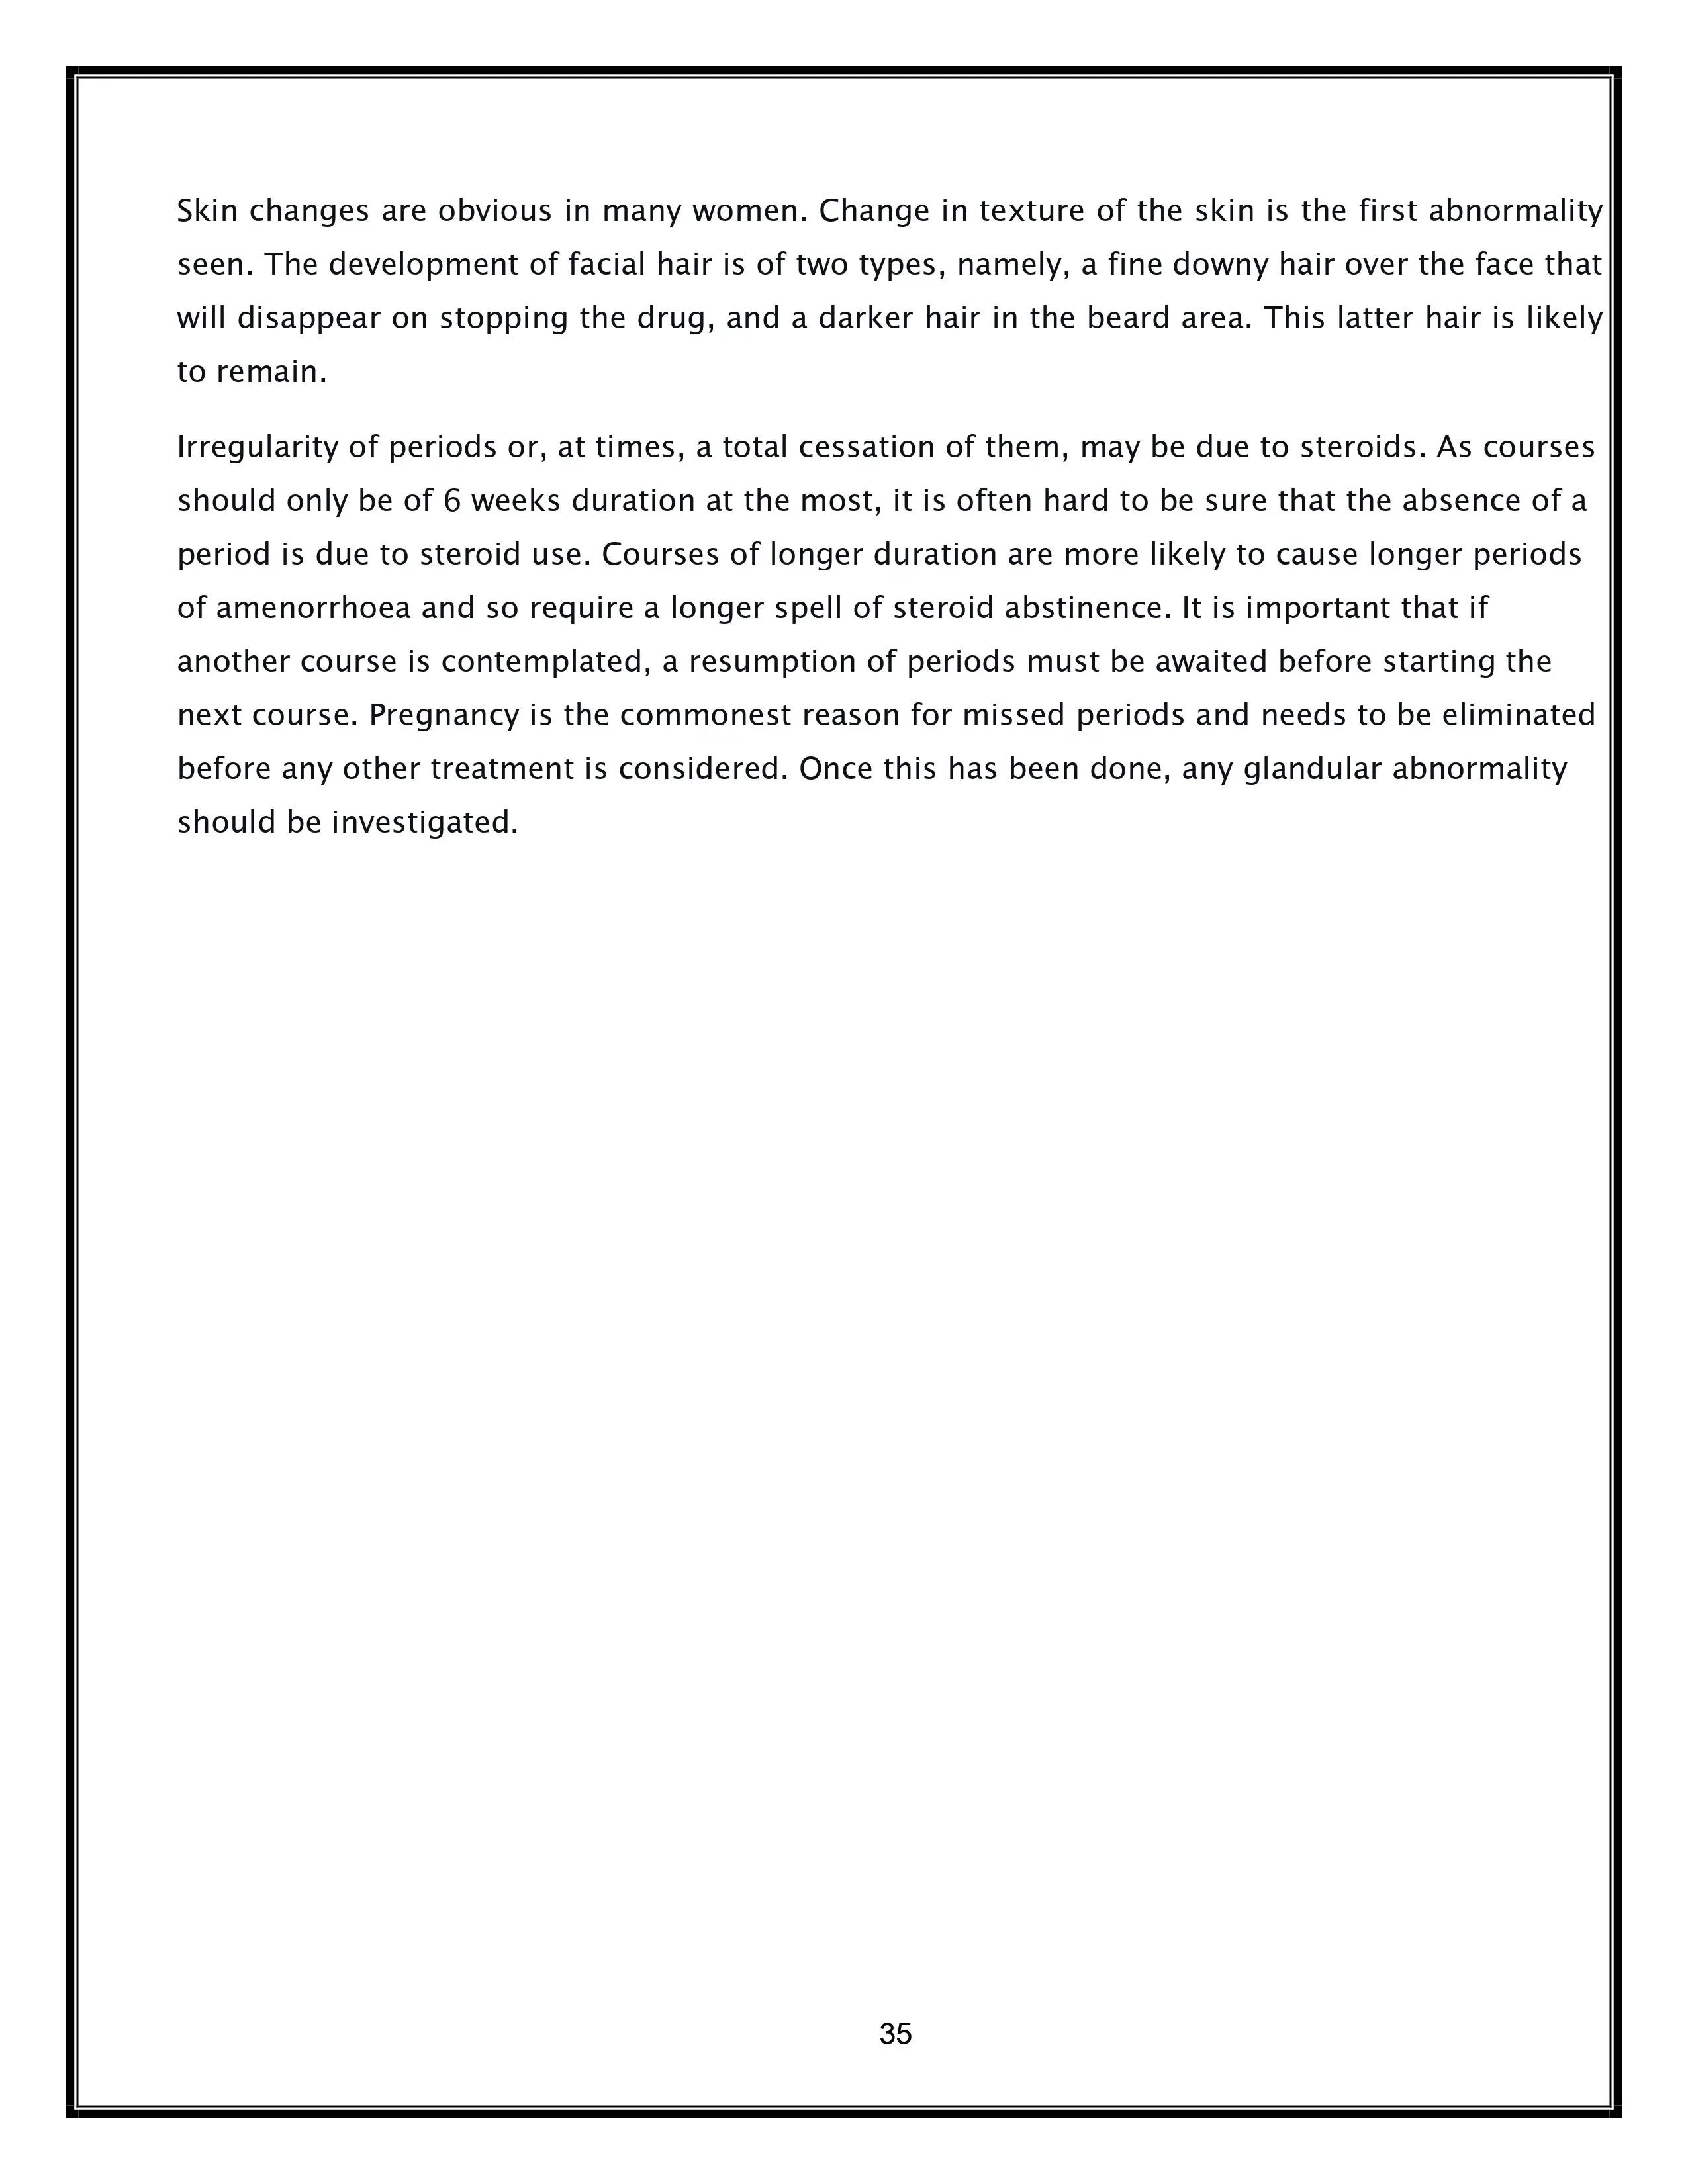 Skin changes are obvious in many women. Change in texture of the skin is the first abnormality
seen. The development of facial hair is of two types, namely, a fine downy hair over the face that
will disappear on stopping the drug, and a darker hair in the beard area. This latter hair is likely
to remain.
Irregularity of periods or, at times, a total cessation of them, may be due to steroids. As courses
should only be of 6 weeks duration at the most, it is often hard to be sure that the absence of a
period is due to steroid use. Courses of longer duration are more likely to cause longer periods
of amenorrhoea and so require a longer spell of steroid abstinence. It is important that if
another course is contemplated, a resumption of periods must be awaited before starting the
next course. Pregnancy is the commonest reason for missed periods and needs to be eliminated
before any other treatment is considered. Once this has been done, any glandular abnormality
should be investigated.
35